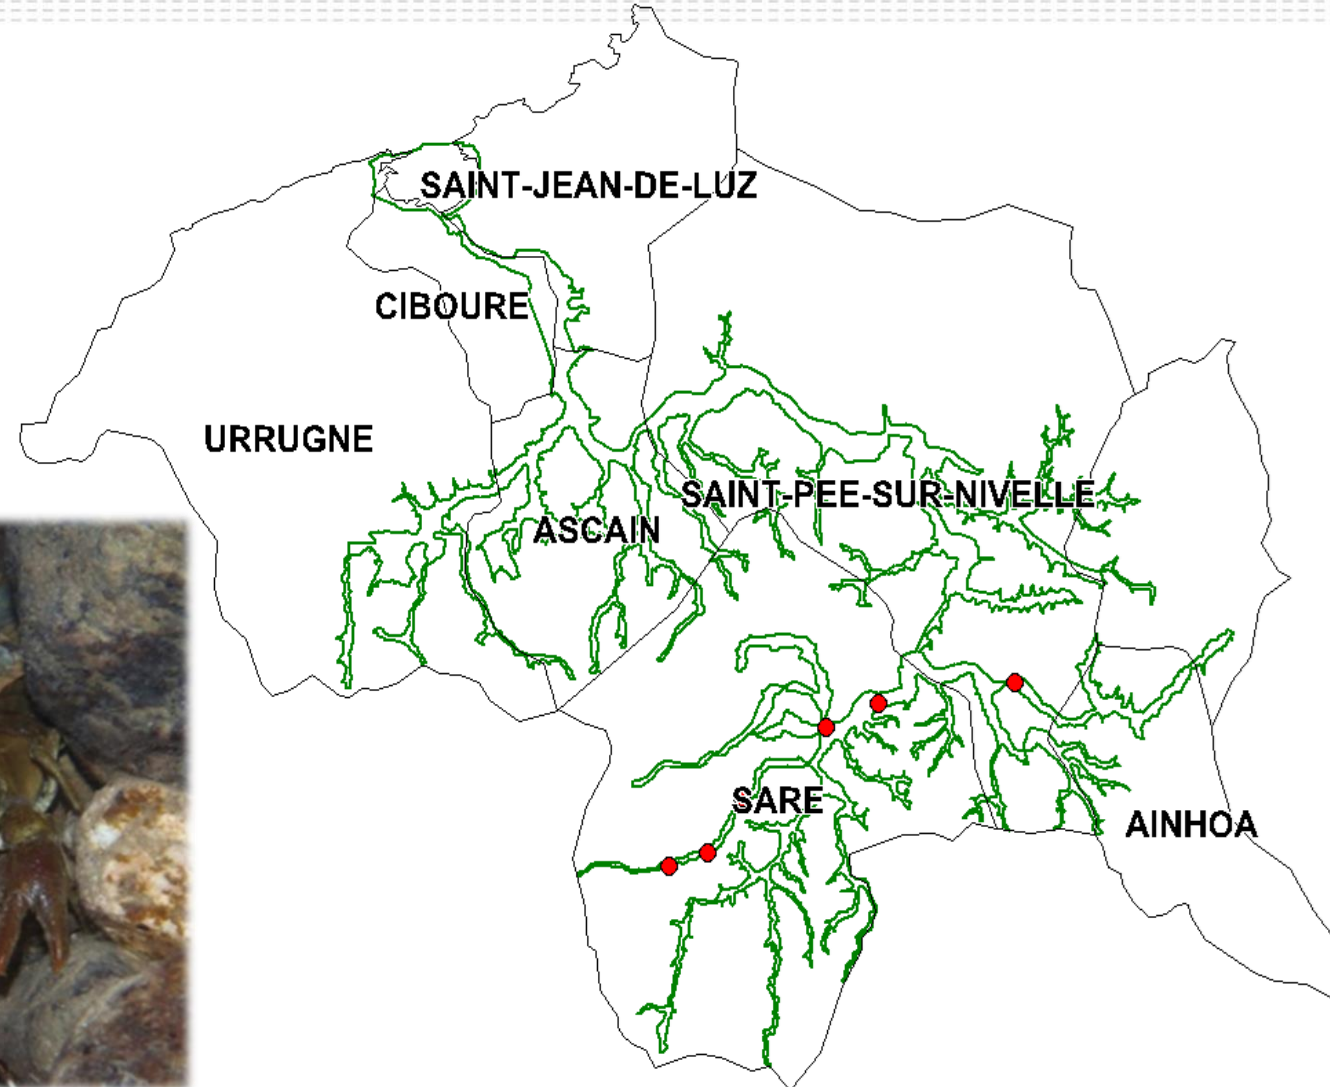 SAINT-JEAN-DE-LUZ
CIBOURE
URRUGNE
SAINT-PEE-SUR-NIVELLE
ASCAIN
SARE
AINHOA